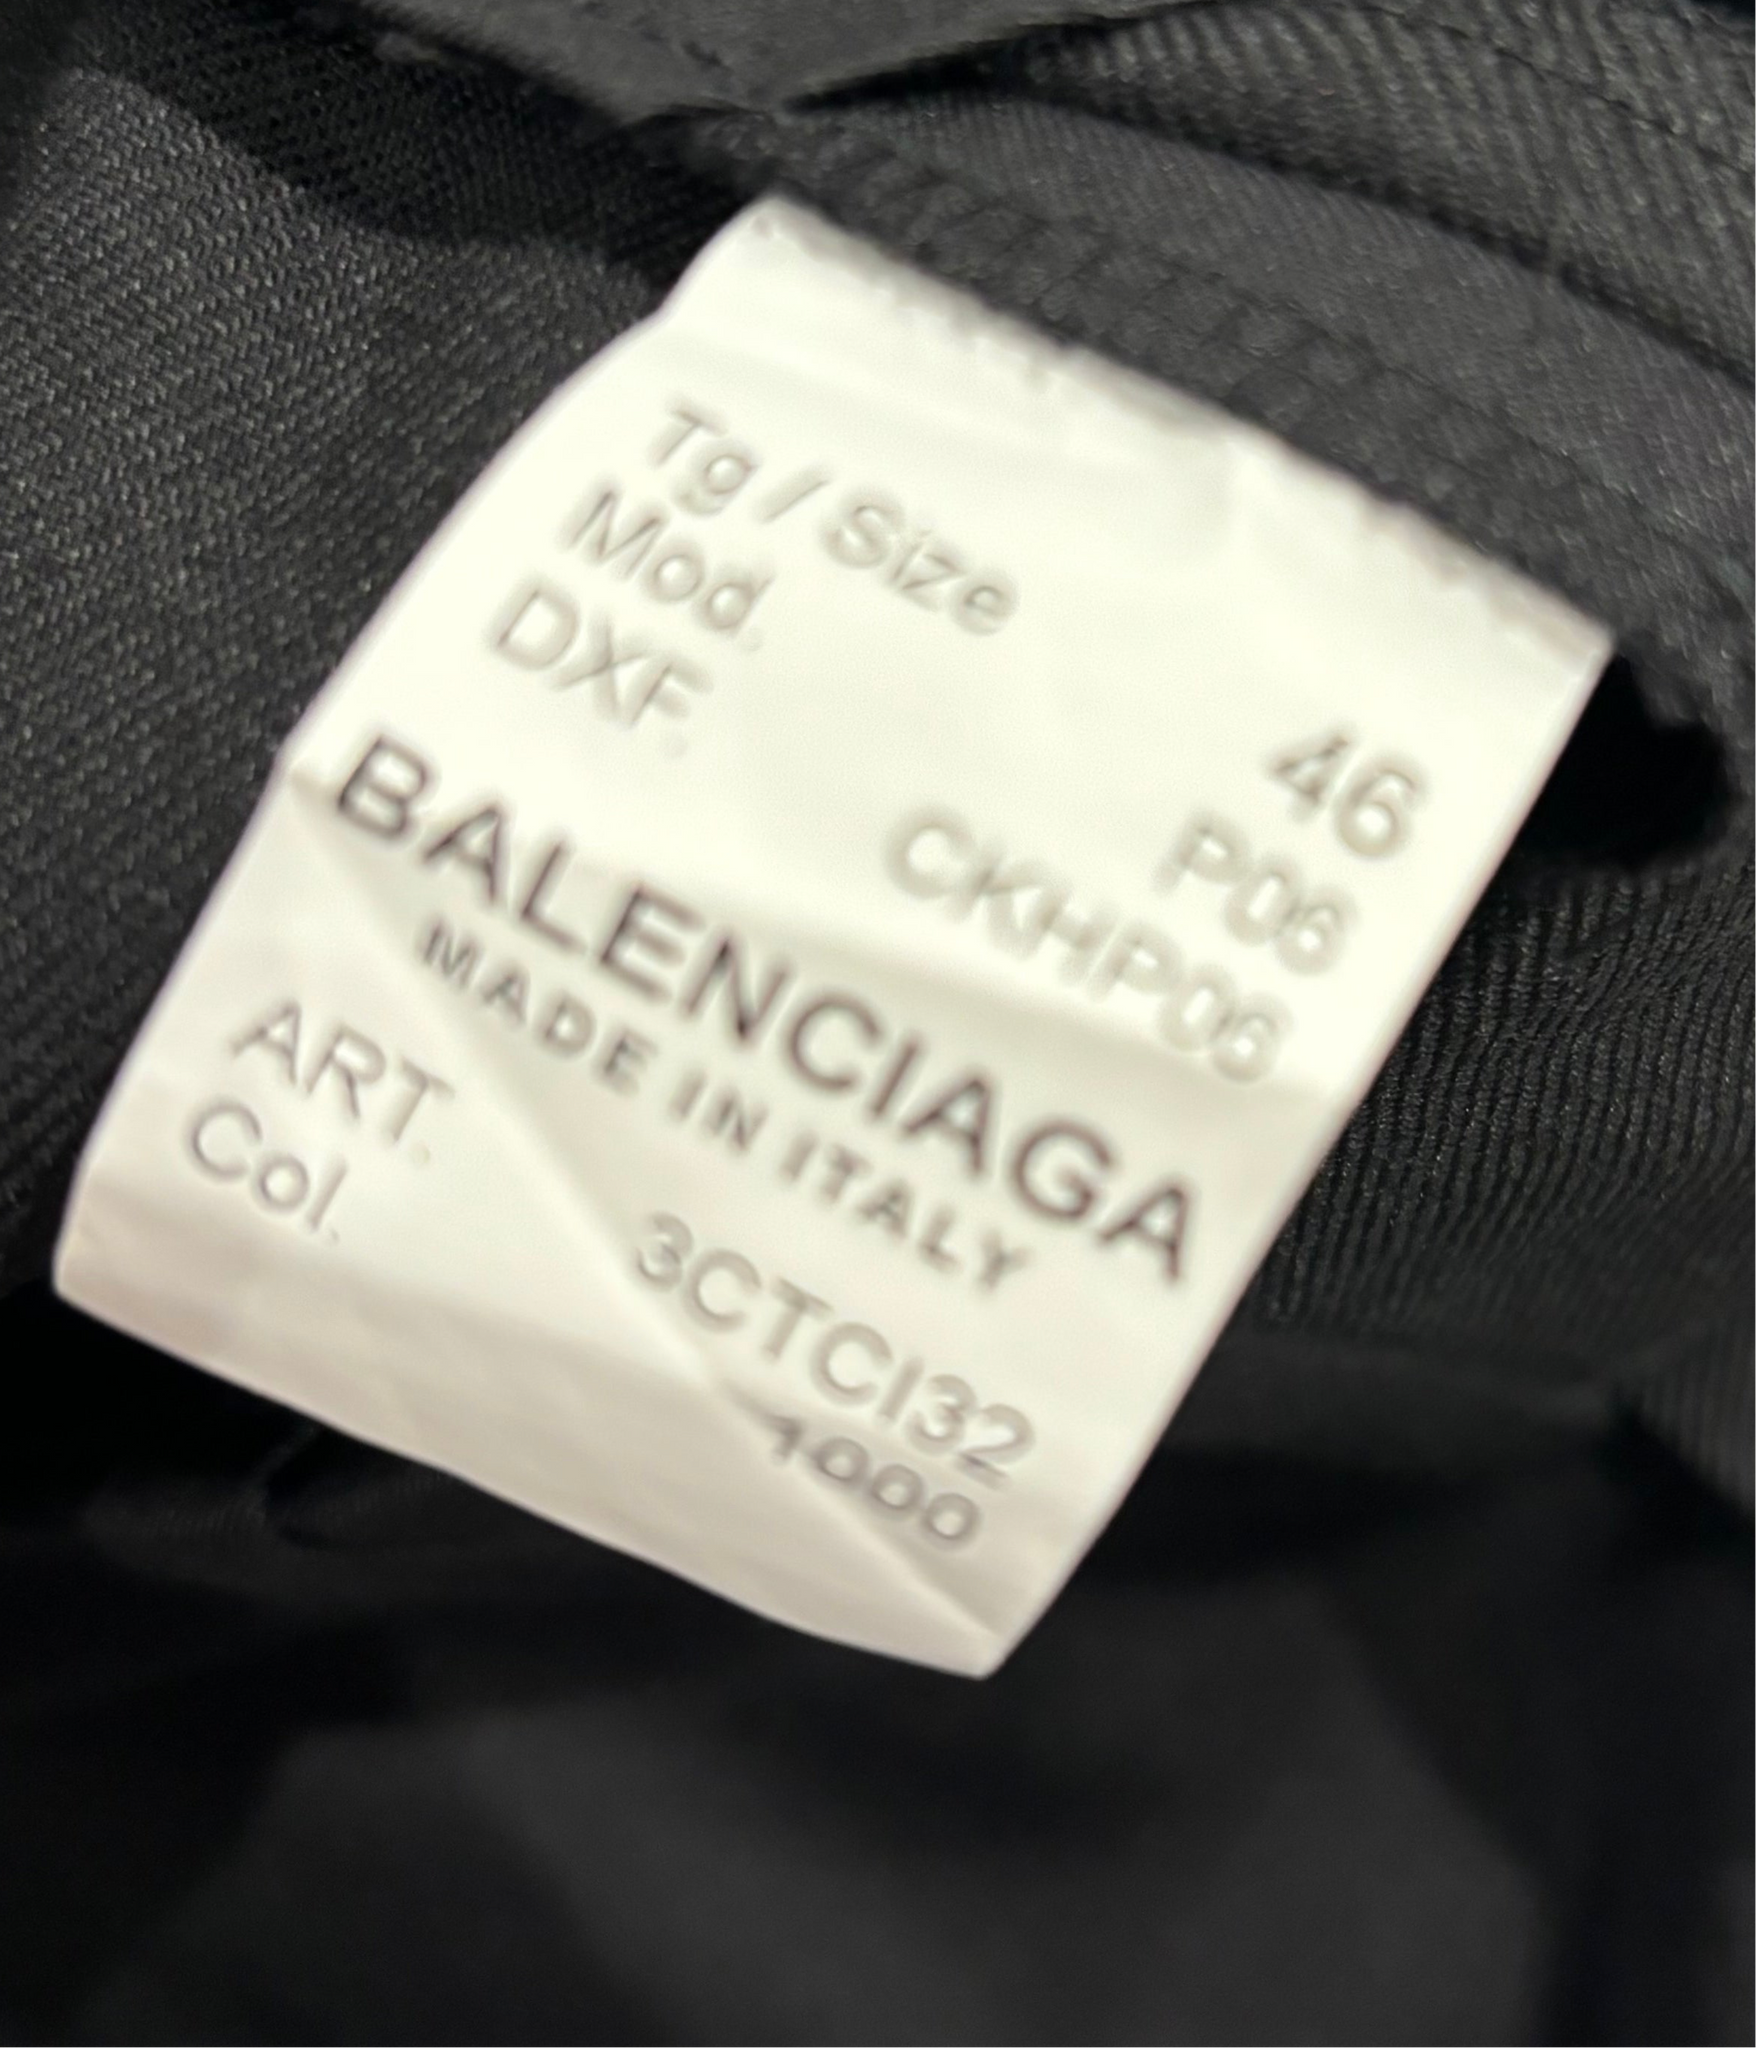 Tg / Size 46
Mod. P06
DXF. CKHP06
BALENCIAGA
MADE IN ITALY
ART. 3CTCI32
Col. 1000